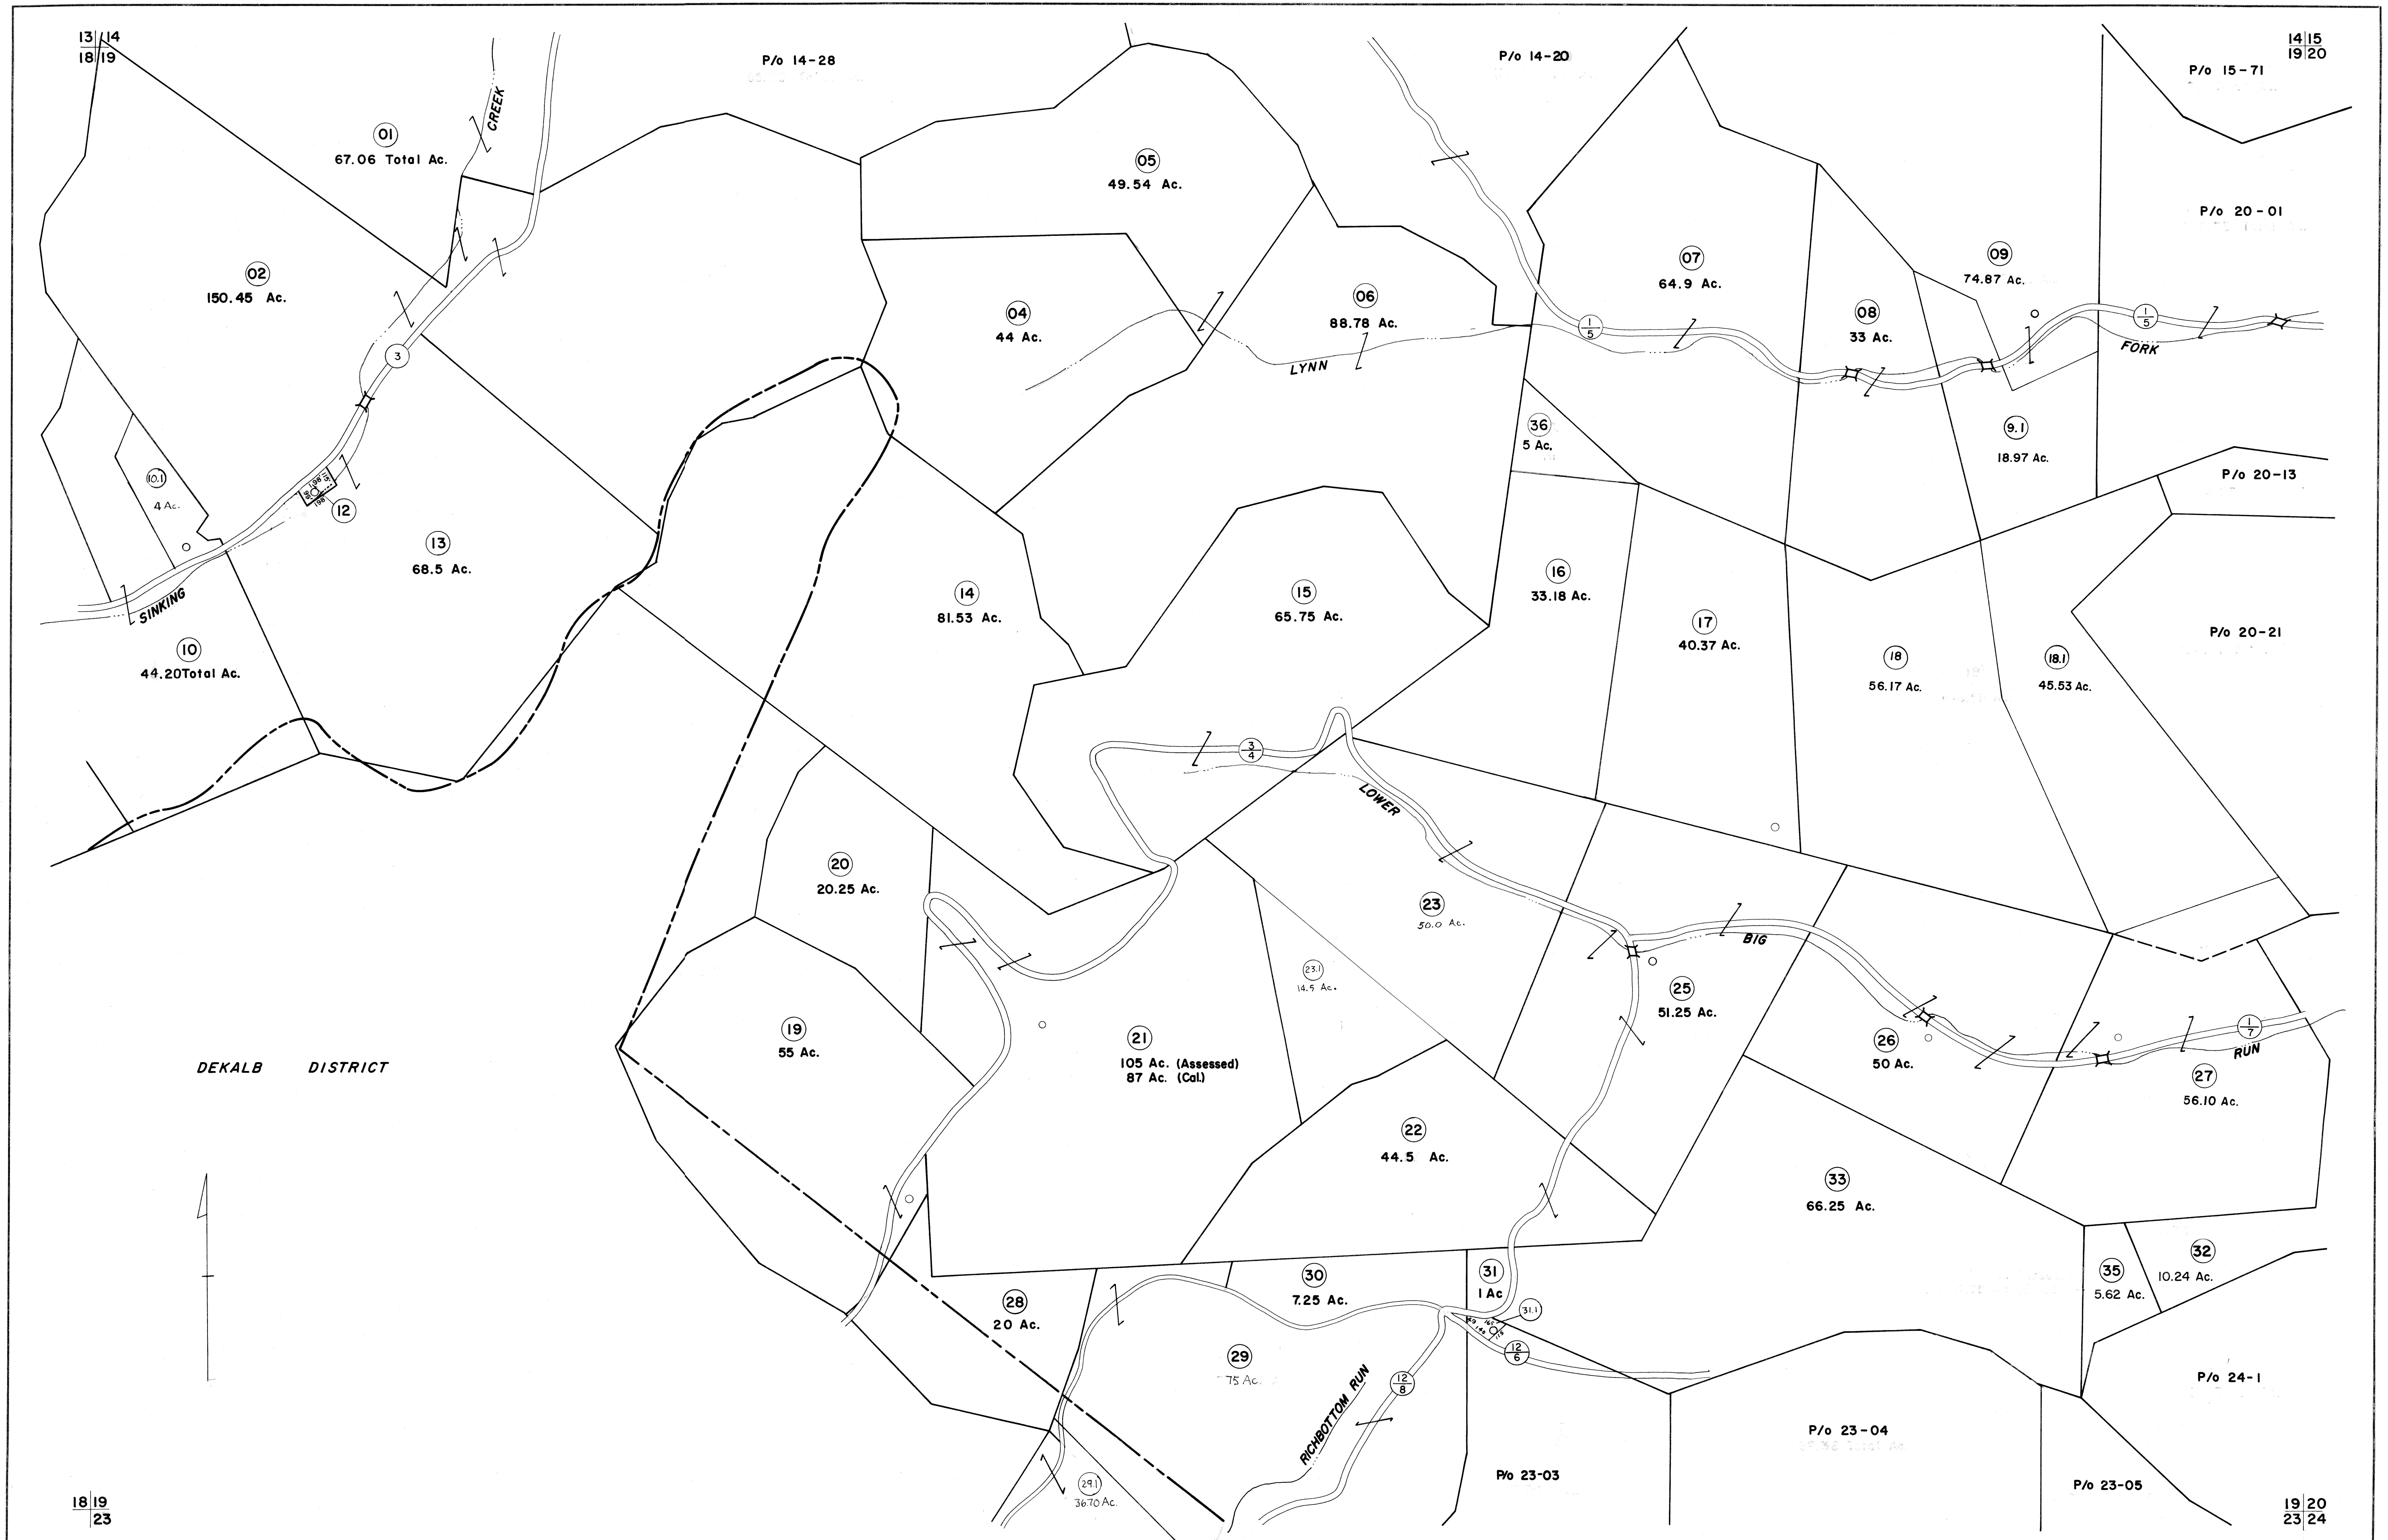 13 14
18 19
P/o 14-28
P/o 14-20
14 15
19 20
P/o 15-71
CREEK
01
67.06 Total Ac.
05
49.54 Ac.
P/o 20-01
02
150.45 Ac.
07
64.9 Ac.
09
74.87 Ac.
04
44 Ac.
06
88.78 Ac.
08
33 Ac.
1
5
1
5
3
LYNN
FORK
36
5 Ac.
9.1
18.97 Ac.
P/o 20-13
10.1
4 Ac.
198
115'
198
12
13
68.5 Ac.
SINKING
14
81.53 Ac.
15
65.75 Ac.
16
33.18 Ac.
17
40.37 Ac.
18
56.17 Ac.
18.1
45.53 Ac.
P/o 20-21
10
44.20Total Ac.
3
4
LOWER
20
20.25 Ac.
23
50.0 Ac.
BIG
23.1
14.5 Ac.
25
51.25 Ac.
19
55 Ac.
21
105 Ac. (Assessed)
87 Ac. (Cal.)
26
50 Ac.
1
7
RUN
27
56.10 Ac.
DEKALB DISTRICT
22
44.5 Ac.
33
66.25 Ac.
28
20 Ac.
30
7.25 Ac.
31
1 Ac
31.1
35
5.62 Ac.
32
10.24 Ac.
29
75 Ac.
12
6
12
8
RICHBOTTOM RUN
P/o 24-1
P/o 23-04
P/o 23-03
P/o 23-05
29.1
36.70 Ac.
18 19
23
19 20
23 24